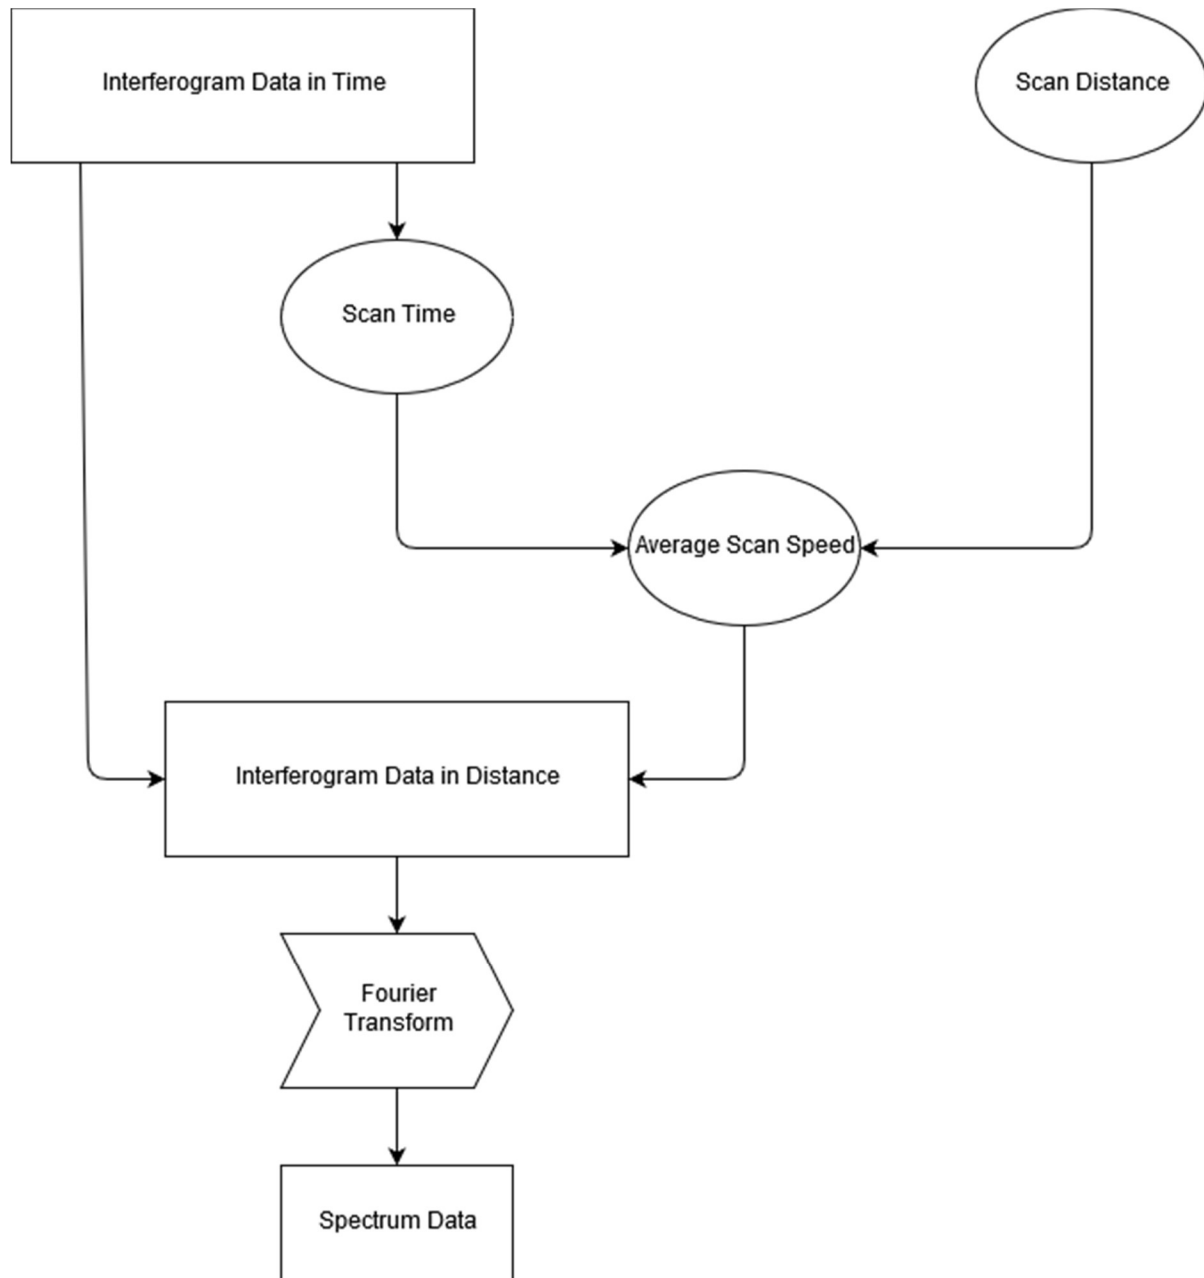 Interferogram Data in Time
Scan Distance
Scan Time
Average Scan Speed
Interferogram Data in Distance
Fourier
Transform
Spectrum Data